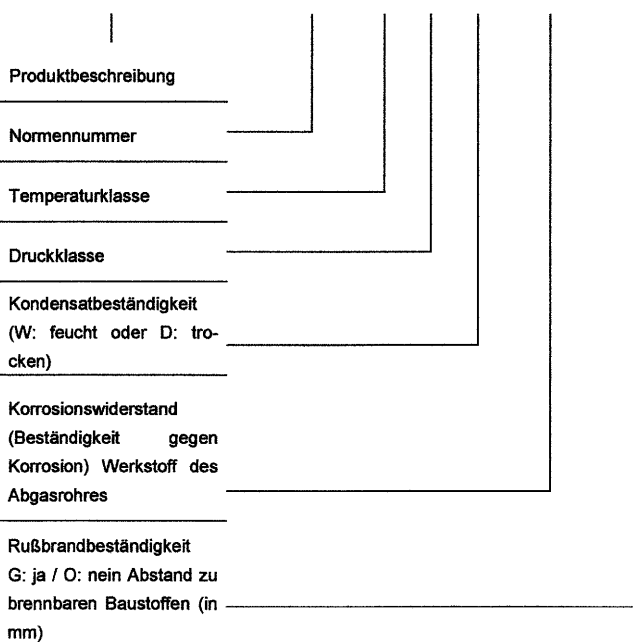 Produktbeschreibung
Normennummer
Temperaturklasse
Druckklasse
Kondensatbeständigkeit
(W: feucht oder D: tro-
cken)
Korrosionswiderstand
(Beständigkeit gegen
Korrosion) Werkstoff des
Abgasrohres
Rußbrandbeständigkeit
G: ja / O: nein Abstand zu
brennbaren Baustoffen (in
mm)